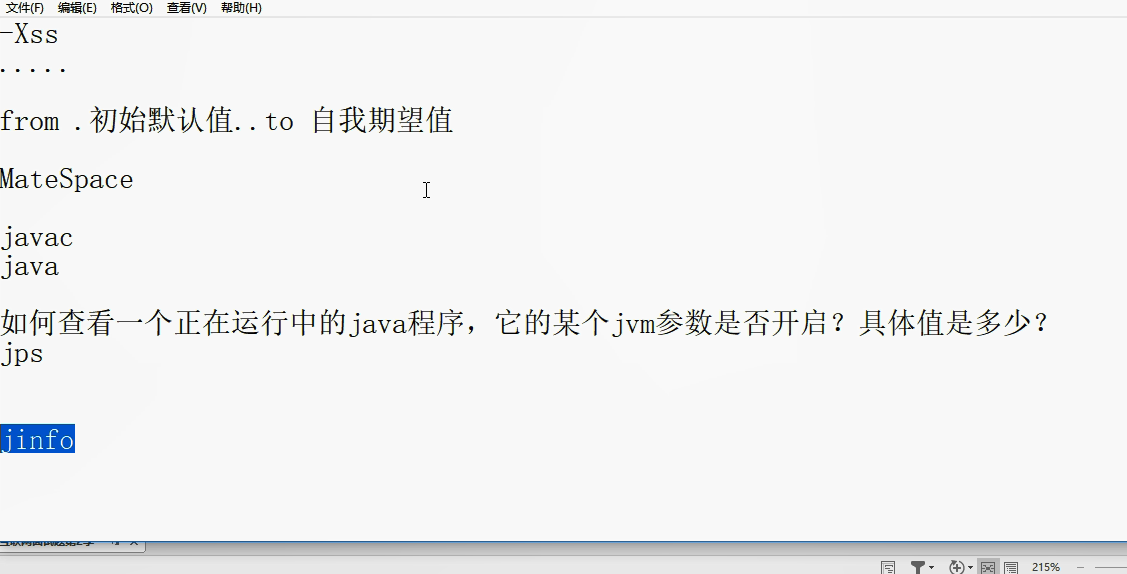 文件(F) 编辑(E) 格式(O) 查看(V) 帮助(H)
-Xss
.....
from .初始默认值..to 自我期望值
MateSpace
javac
java
如何查看一个正在运行中的java程序，它的某个jvm参数是否开启？具体值是多少？
jps
jinfo
215%